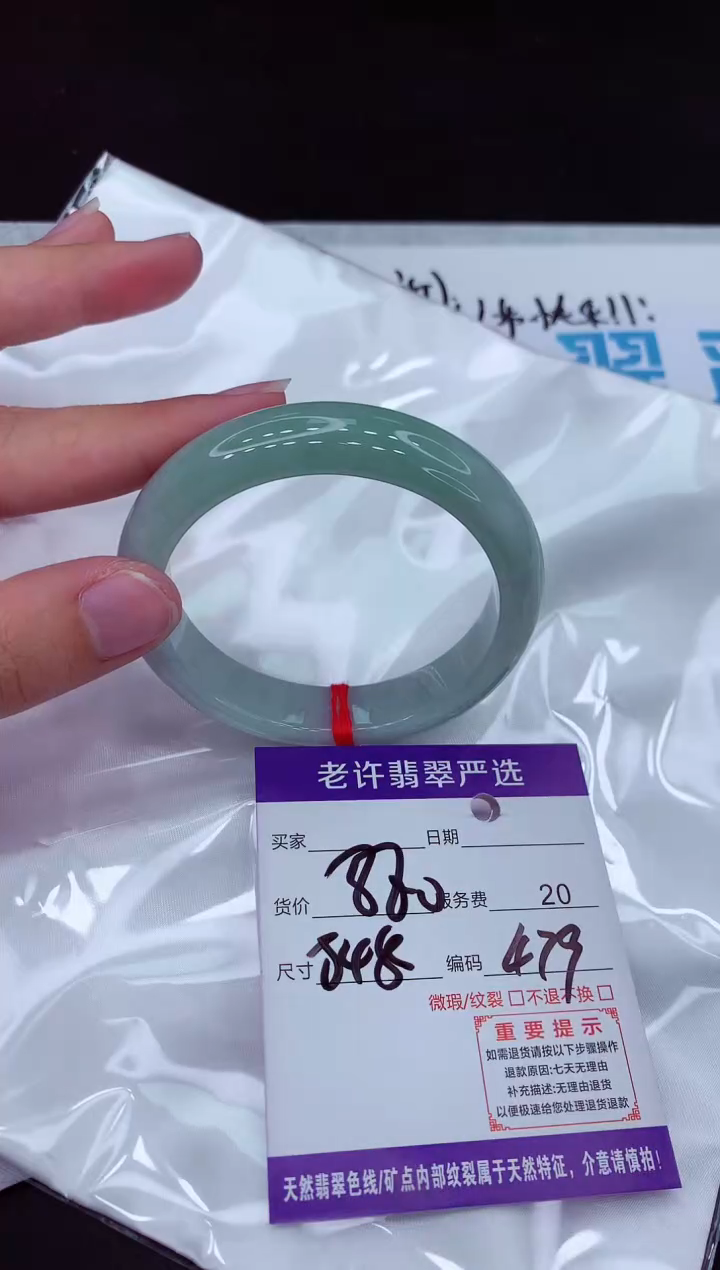 翠
老许翡翠严选
买家 日期
货价 880 服务费 20
尺寸 548 编码 479
微瑕/纹裂 □不退不换 □
重要提示
如需退货请按以下步骤操作
退款原因:七天无理由
补充描述:无理由退货
以便极速给您处理退货退款
天然翡翠色线/矿点内部纹裂属于天然特征，介意请慎拍!